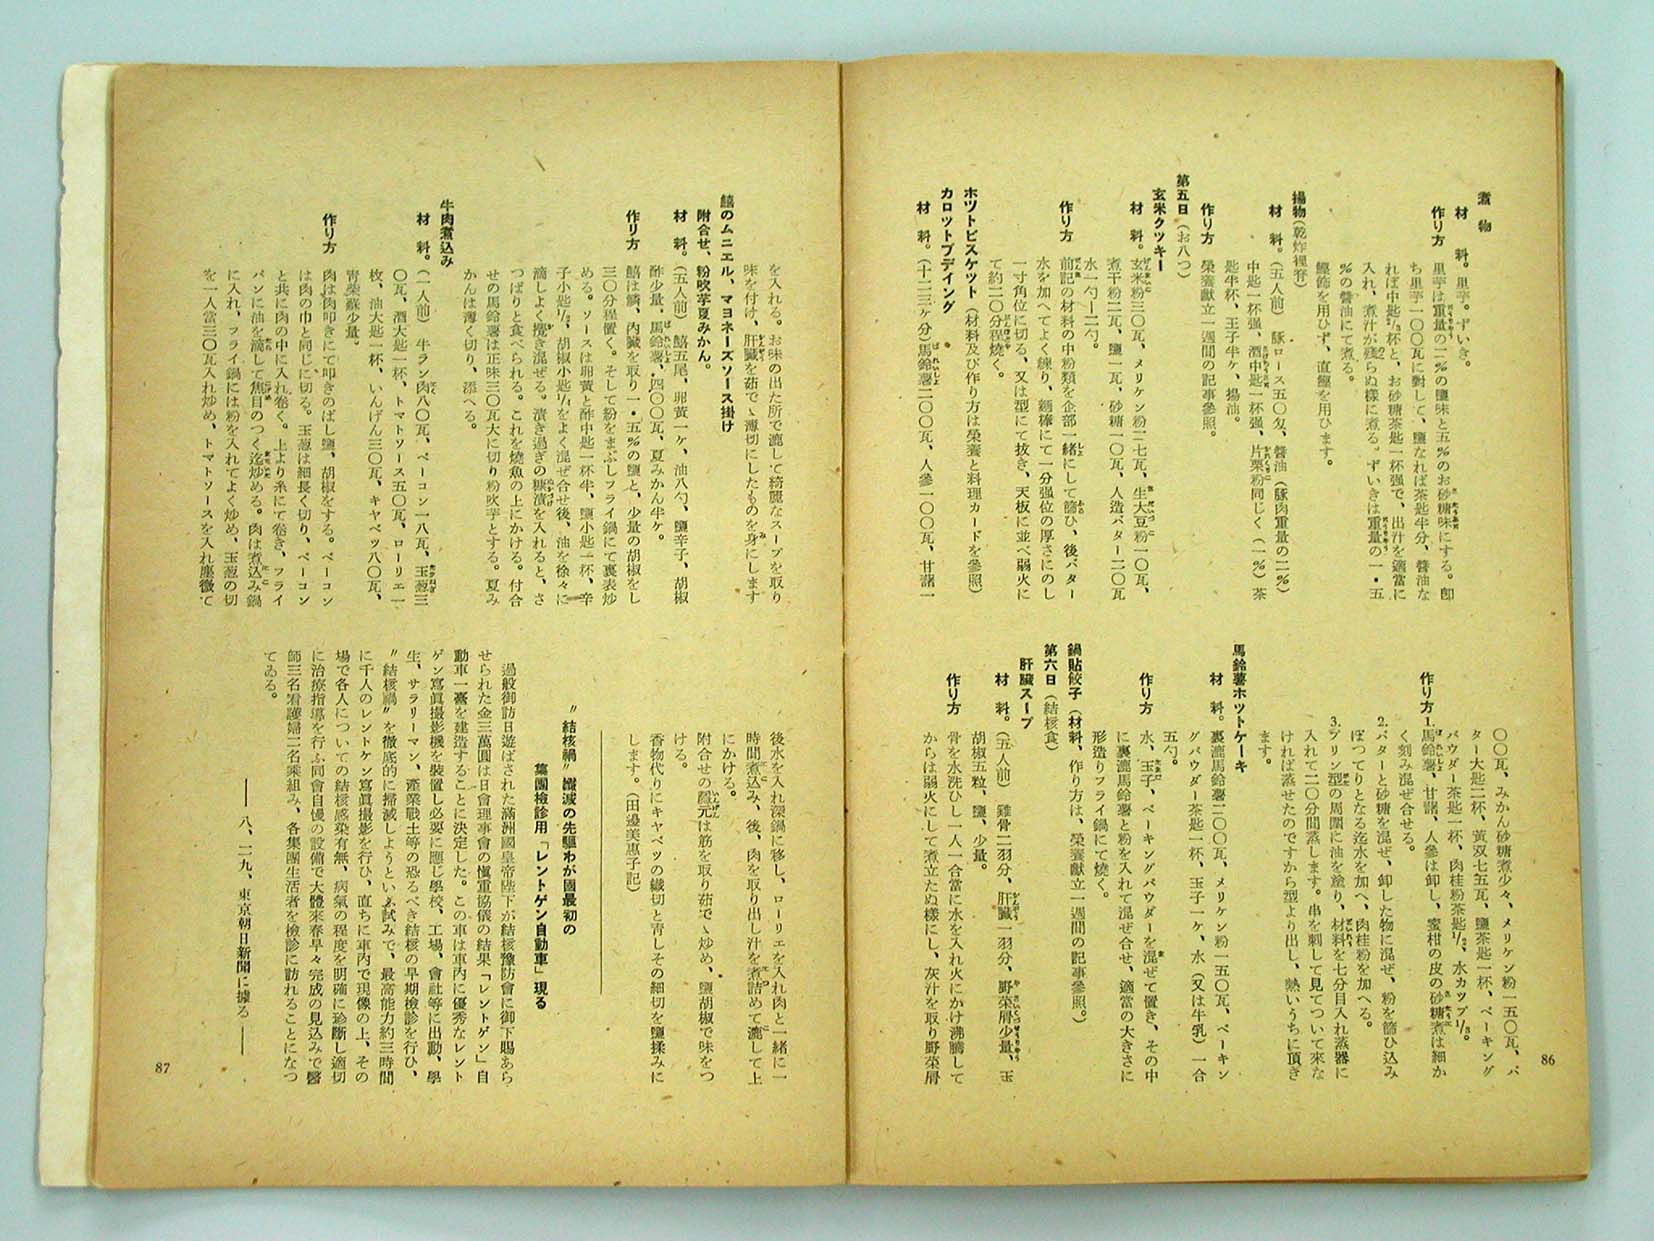 煮物
材料。里芋。ずいき。
作り方 里芋は重量の二％の鹽味と五％のお砂糖味にする。卽
ち里芋一〇〇瓦に對して、鹽なれば茶匙半分、醬油な
れば中匙2/3杯と、お砂糖茶匙一杯强で、出汁を適當に
入れ、煮汁が殘らぬ樣に煮る。ずいきは重量の一・五
％の醬油にて煮る。
鰹節を用ひず、直鰹を用ひます。
揚物(乾炸裡脊)
材料。(五人前) 豚ロース五〇匁、醬油(豚肉重量の二％)
中匙一杯强、酒中匙一杯强、片栗粉同じく(一％)茶
匙半杯、玉子半ケ、揚油。
作り方 榮養獻立一週間の記事參照。
第五日(お八つ)
玄米クツキー
材料。玄米粉三〇瓦、メリケン粉一七瓦、生大豆粉一〇瓦、
煮干粉二瓦、鹽一瓦、砂糖一〇瓦、人造バター二〇瓦
水一勺―二勺。
作り方 前記の材料の中粉類を全部一緖にして篩ひ、後バター
水を加へてよく練り、麵棒にて一分强位の厚さにのし
一寸角位に切る。又は型にて拔き、天板に並べ弱火に
て約二〇分程燒く。
ホツトビスケツト(材料及び作り方は榮養と料理カードを參照)
カロツトプデイング
材料。(十二三ケ分)馬鈴薯二〇〇瓦、人參一〇〇瓦、甘藷一
〇〇瓦、みかん砂糖煮少々、メリケン粉一五〇瓦、バ
ター大匙二杯、黃双七五瓦、鹽茶匙一杯、ベーキング
パウダー茶匙一杯、肉桂粉茶匙1/2、水カツプ1/3。
作り方 1.馬鈴薯、甘藷、人參は卸し、蜜柑の皮の砂糖煮は細か
く刻み混ぜ合せる。
2.バターと砂糖を混ぜ、卸した物に混ぜ、粉を篩ひ込み
ぽつてりとなる迄水を加へ、肉桂粉を加へる。
3.プリン型の周圍に油を塗り、材料を七分目入れ蒸器に
入れて二〇分間蒸します。串を刺して見てついて來な
ければ蒸せたのですから型より出し、熱いうちに頂き
ます。
馬鈴薯ホツトケーキ
材料。裏漉馬鈴薯二〇〇瓦、メリケン粉一五〇瓦、ベーキン
グパウダー茶匙一杯、玉子一ケ、水(又は牛乳)一合
五勺。
作り方 水、玉子、ベーキングパウダーを混ぜて置き、その中
に裏漉馬鈴薯と粉を入れて混ぜ合せ、適當の大きさに
形造りフライ鍋にて燒く。
鍋貼餃子(材料、作り方は、榮養獻立一週間の記事參照。)
第六日(結核食)
肝臟スープ
材料。(五人前) 雞骨二羽分、肝臟一羽分、野菜屑少量、玉
胡椒五粒、鹽、少量。
作り方 骨を水洗ひし一人一合當に水を入れ火にかけ沸騰して
からは弱火にして煮立たぬ樣にし、灰汁を取り野菜屑
86
を入れる。お味の出た所で漉して綺麗なスープを取り
味を付け、肝臟を茹でゝ薄切にしたものを身にします
鱚のムニエル、マヨネーズソース掛け
附合せ、粉吹芋夏みかん。
材料。(五人前) 鱚五尾、卵黃一ケ、油八勺、鹽辛子、胡椒
酢少量、馬鈴薯、四〇〇瓦、夏みかん半ケ。
作り方 鱚は鱗、內臟を取り一・五％の鹽と、少量の胡椒をし
三〇分程置く。そして粉をまぶしフライ鍋にて裏表炒
める。ソースは卵黃と酢中匙一杯半、鹽小匙一杯、辛
子小匙1/2、胡椒小匙1/4をよく混ぜ合せ後、油を徐々に
滴しよく攪き混ぜる。漬き過ぎの糠漬を入れると、さ
つぱりと食べられる。これを燒魚の上にかける。付合
せの馬鈴薯は正味三〇瓦大に切り粉吹芋とする。夏み
かんは薄く切り、添へる。
牛肉煮込み
材料。(一人前) 牛ラン肉八〇瓦、ベーコン一八瓦、玉葱三
〇瓦、酒大匙一杯、トマトソース五〇瓦、ローリエ一
枚、油大匙一杯、いんげん三〇瓦、キヤベツ八〇瓦、
靑紫蘇少量。
作り方 肉は肉叩きにて叩きのばし鹽、胡椒をする。ベーコン
は肉の巾と同じに切る。玉葱は細長く切り、ベーコン
と共に肉の中に入れ卷く。上より糸にて卷き、フライ
パンに油を滴して焦目のつく迄炒める。肉は煮込み鍋
に入れ、フライ鍋には粉を入れてよく炒め、玉葱の切
を一人當三〇瓦入れ炒め、トマトソースを入れ塵黴て
後水を入れ深鍋に移し、ローリエを入れ肉と一緖に一
時間煮込み、後、肉を取り出し汁を煮詰めて漉して上
にかける。
附合せの隱元は筋を取り茹でゝ炒め、鹽胡椒で味をつ
ける。
香物代りにキヤベツの纖切と靑しその細切を鹽揉みに
します。(田邊美惠子記)
〃結核禍〃 殲滅の先驅わが國最初の
集團檢診用「レントゲン自動車」現る
過般御訪日遊ばされた滿洲國皇帝陛下が結核豫防會に御下賜あら
せられた金三萬圓は日會理事會の愼重協儀の結果「レントゲン」自
動車一臺を建造することに決定した。この車は車內に優秀なレント
ゲン寫眞撮影機を裝置し必要に應じ學校、工場、會社等に出動、學
生、サラリーマン、產業戰士等の恐るべき結核の早期檢診を行ひ、
〃結核禍〃を徹底的に掃滅しようといふ試みで、最高能力約三時間
に千人のレントゲン寫眞撮影を行ひ、直ちに車內で現像の上、その
場で各人についての結核感染有無、病氣の程度を明確に診斷し適切
に治療指導を行ふ同會自慢の設備で大體來春早々完成の見込みで醫
師三名看護婦二名乘組み、各集團生活者を檢診に訪れることになつ
てゐる。
―― 八、二九、東京朝日新聞に據る ――
87